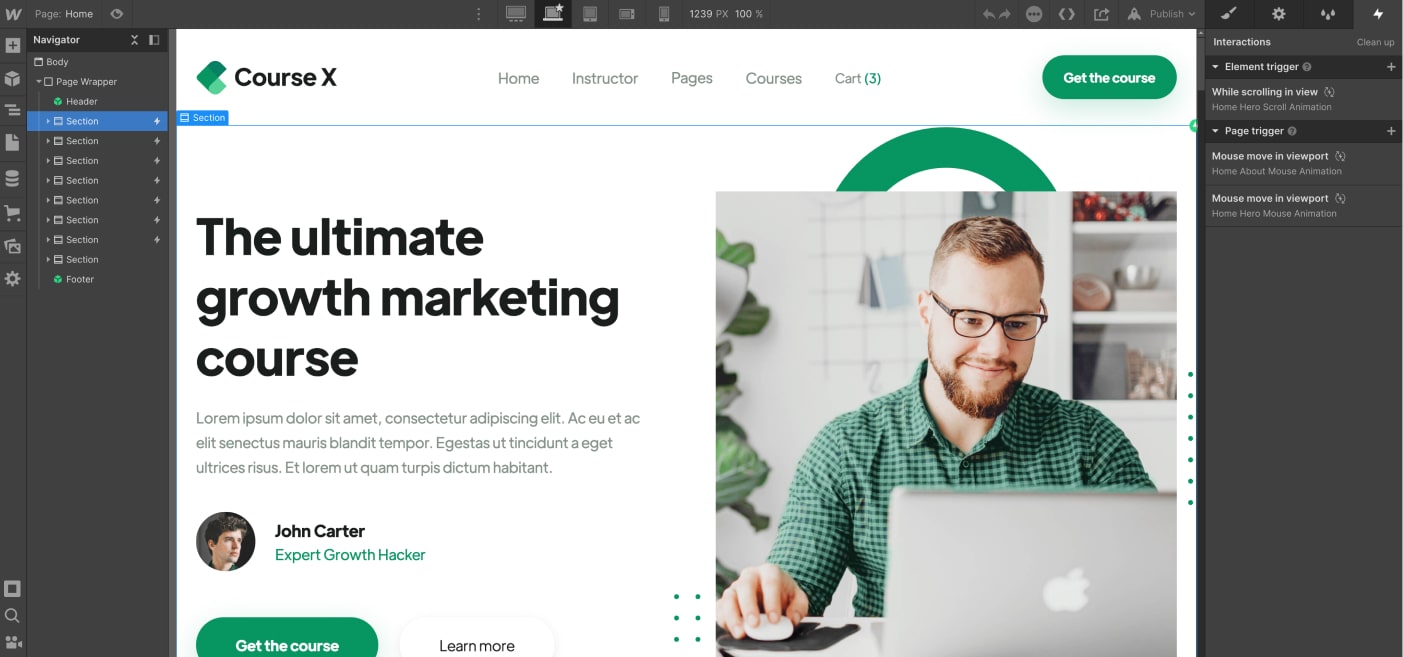 Page: Home
1239 PX 100 %
Publish
Navigator
Body
Page Wrapper
Header
Section
Section
Section
Section
Section
Section
Section
Section
Footer
Course X
Home
Instructor
Pages
Courses
Cart (3)
Get the course
Section
The ultimate
growth marketing
course
Lorem ipsum dolor sit amet, consectetur adipiscing elit. Ac eu et ac
elit senectus mauris blandit tempor. Egestas ut tincidunt a eget
ultrices risus. Et lorem ut quam turpis dictum habitant.
John Carter
Expert Growth Hacker
Get the course
Learn more
Interactions
Clean up
Element trigger
While scrolling in view
Home Hero Scroll Animation
Page trigger
Mouse move in viewport
Home About Mouse Animation
Mouse move in viewport
Home Hero Mouse Animation